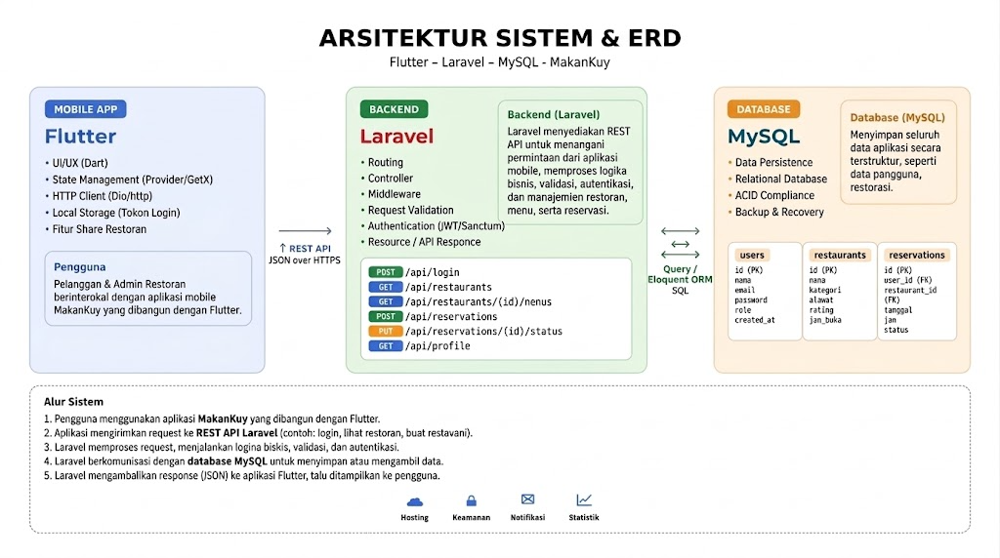 ARSITEKTUR SISTEM & ERD
Flutter – Laravel – MySQL - MakanKuy
MOBILE APP
Flutter
• UI/UX (Dart)
• State Management (Provider/GetX)
• HTTP Client (Dio/http)
• Local Storage (Tokon Login)
• Fitur Share Restoran
Pengguna
Pelanggan & Admin Restoran
berinterokal dengan aplikasi mobile
MakanKuy yang dibangun dengan Flutter.
↑ REST API
JSON over HTTPS
BACKEND
Laravel
• Routing
• Controller
• Middleware
• Request Validation
• Authentication (JWT/Sanctum)
• Resource / API Responce
Backend (Laravel)
Laravel menyediakan REST
API untuk menangani
permintaan dari aplikasi
mobile, memproses logika
bisnis, validasi, autentikasi,
dan manajemien restoran,
menu, serta reservasi.
POST /api/login
GET /api/restaurants
GET /api/restaurants/(id)/nenus
POST /api/reservations
PUT /api/reservations/(id)/status
GET /api/profile
Query /
Eloquent ORM
SQL
DATABASE
MySQL
• Data Persistence
• Relational Database
• ACID Compliance
• Backup & Recovery
Database (MySQL)
Menyimpan seluruh
data aplikasi secara
terstruktur, seperti
data pangguna,
restorasi.
users
id (PK)
nama
email
password
role
created_at
restaurants
id (PK)
nana
kategori
alawat
rating
jan_buka
reservations
id (PK)
user_id (FK)
restaurant_id
(FK)
tanggal
jan
status
Alur Sistem
1. Pengguna menggunakan aplikasi MakanKuy yang dibangun dengan Flutter.
2. Aplikasi mengirimkan request ke REST API Laravel (contoh: login, lihat restoran, buat restavani).
3. Laravel memproses request, menjalankan logina biskis, validasi, dan autentikasi.
4. Laravel berkomunisasi dengan database MySQL untuk menyimpan atau mengambil data.
5. Laravel mengambalikan response (JSON) ke aplikasi Flutter, talu ditampilkan ke pengguna.
Hosting
Keamanan
Notifikasi
Statistik